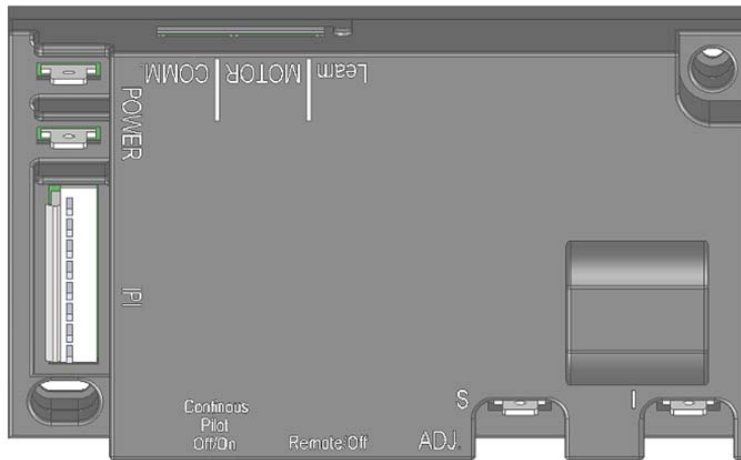 COMM. MOTOR Learn
POWER
IPI
Continous
Pilot
Off/On
Remote:Off
ADJ.
S
I